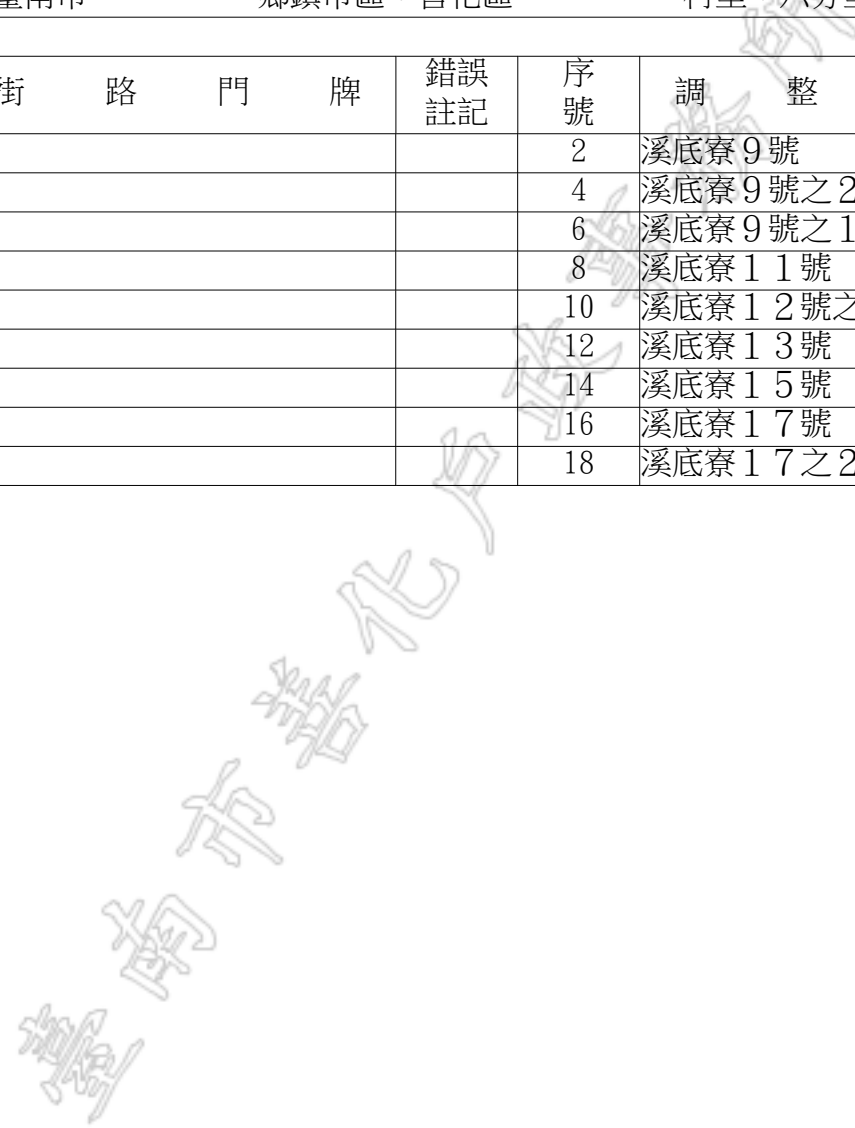 臺南市 鄉鎮市區：善化區 村里
街路門牌 錯誤註記 序號 調整
2 溪底寮９號
4 溪底寮９號之２
6 溪底寮９號之１
8 溪底寮１１號
10 溪底寮１２號之
12 溪底寮１３號
14 溪底寮１５號
16 溪底寮１７號
18 溪底寮１７之２
臺南市善化戶政事務所